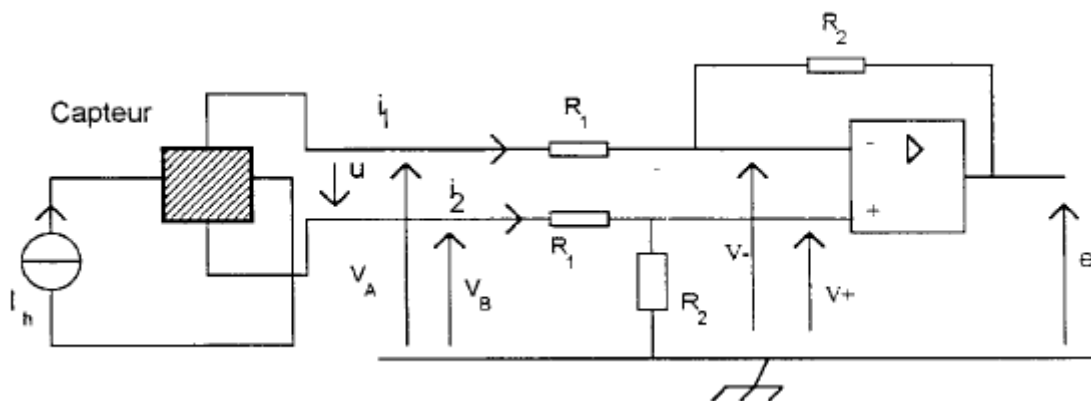 R2
Capteur
i1
R1
-
u
i2
+
R1
VA
VB
R2
V-
V+
e
Ih